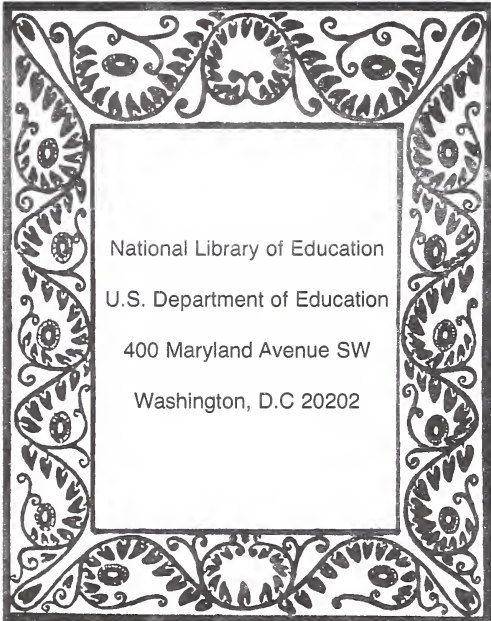 National Library of Education
U.S. Department of Education
400 Maryland Avenue SW
Washington, D.C 20202